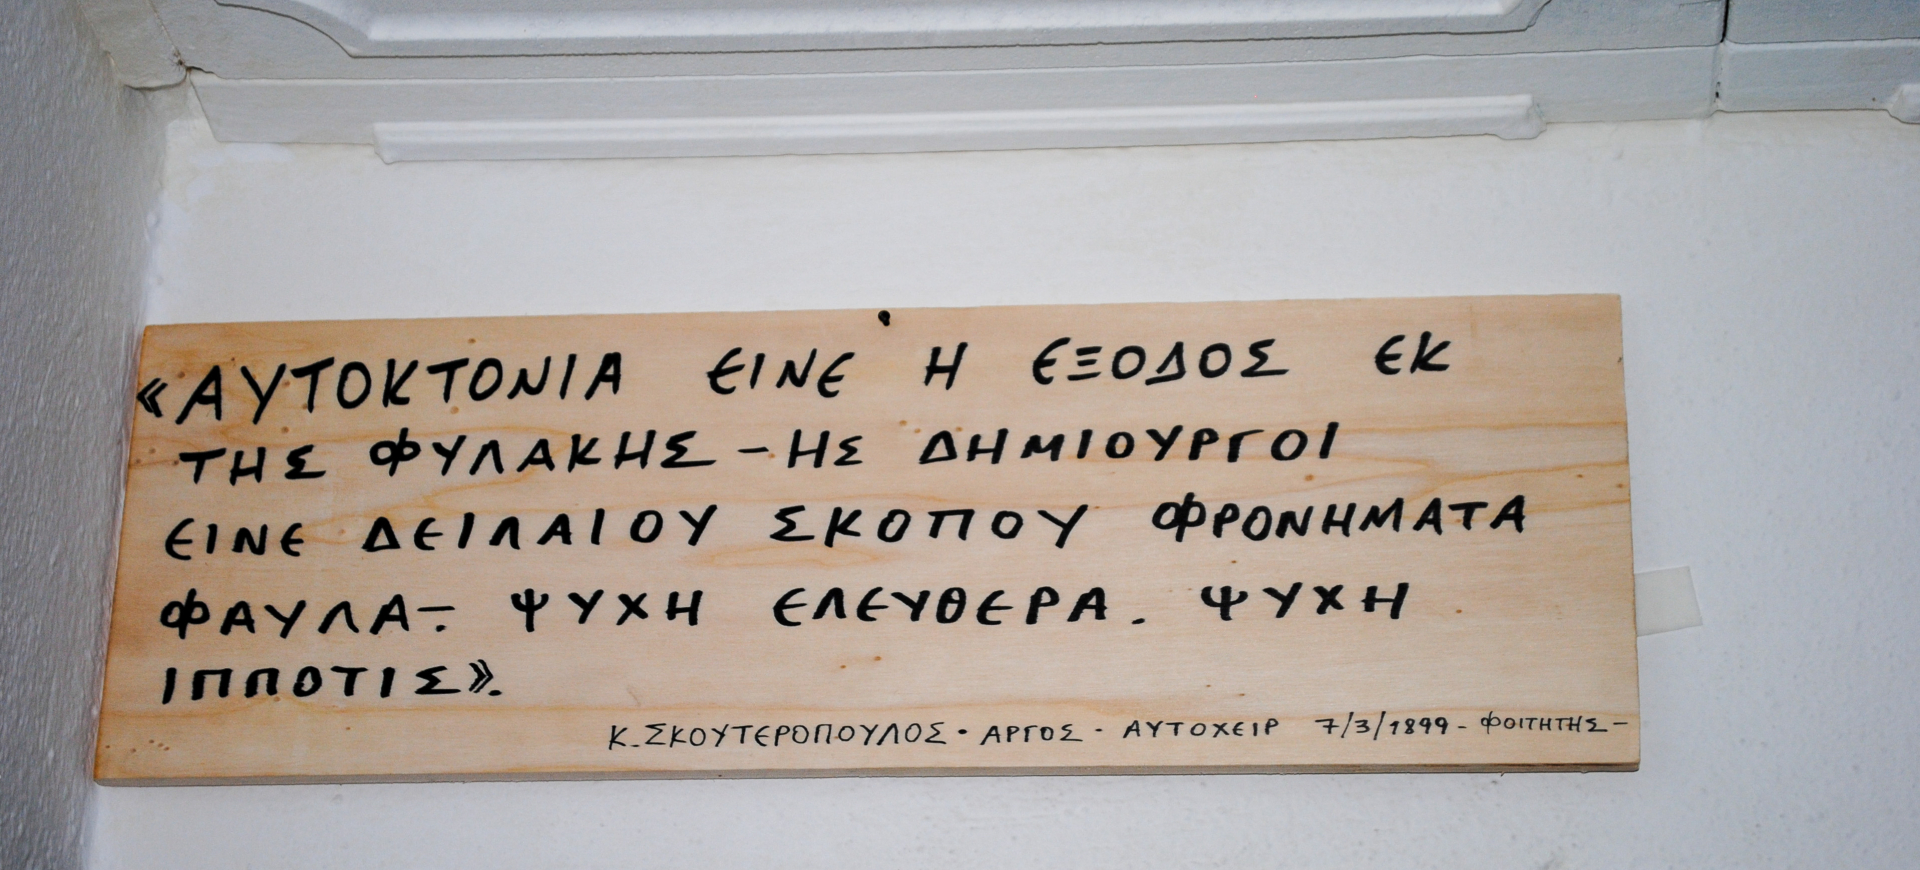 «ΑΥΤΟΚΤΟΝΙΑ ΕΙΝΕ Η ΕΞΟΔΟΣ ΕΚ
ΤΗΣ ΦΥΛΑΚΗΣ - ΗΣ ΔΗΜΙΟΥΡΓΟΙ
ΕΙΝΕ ΔΕΙΛΑΙΟΥ ΣΚΟΠΟΥ ΦΡΟΝΗΜΑΤΑ
ΦΑΥΛΑ-. ΨΥΧΗ ΕΛΕΥΘΕΡΑ. ΨΥΧΗ
ΙΠΠΟΤΙΣ».
Κ. ΣΚΟΥΤΕΡΟΠΟΥΛΟΣ · ΑΡΓΟΣ · ΑΥΤΟΧΕΙΡ 7/3/1899 - ΦΟΙΤΗΤΗΣ -